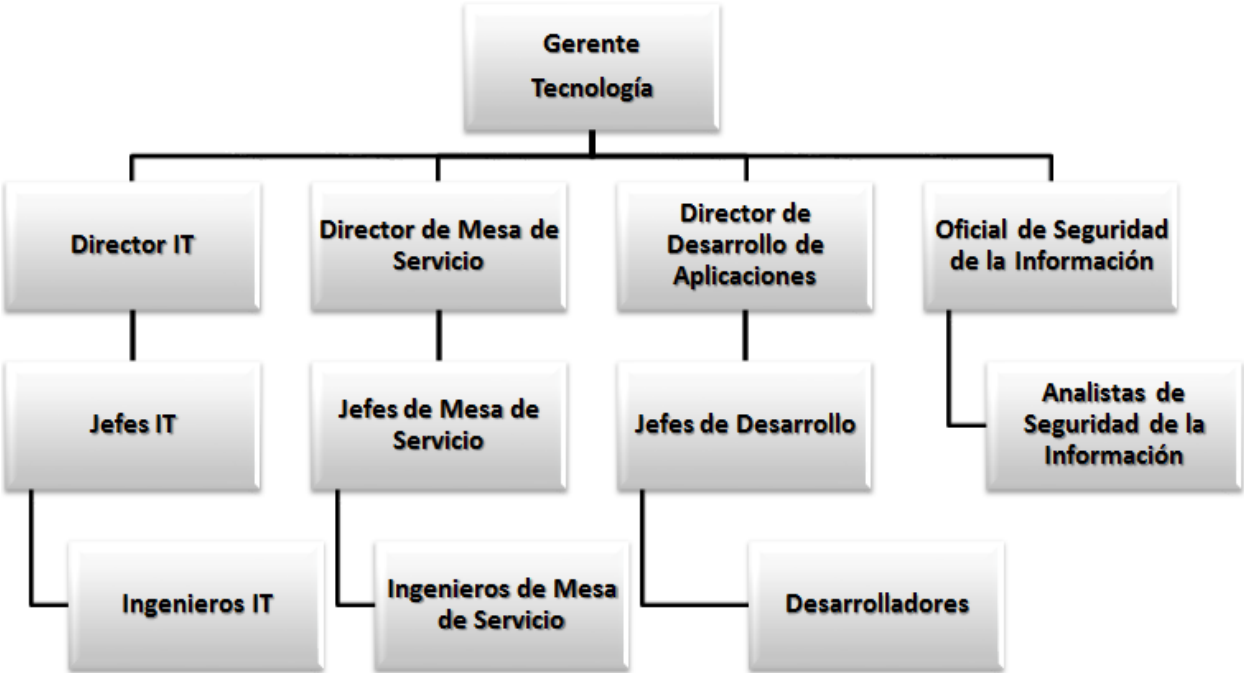 Gerente
Tecnología
Director IT
Director de Mesa de
Servicio
Director de
Desarrollo de
Aplicaciones
Oficial de Seguridad
de la Información
Jefes IT
Jefes de Mesa de
Servicio
Jefes de Desarrollo
Analistas de
Seguridad de la
Información
Ingenieros IT
Ingenieros de Mesa
de Servicio
Desarrolladores